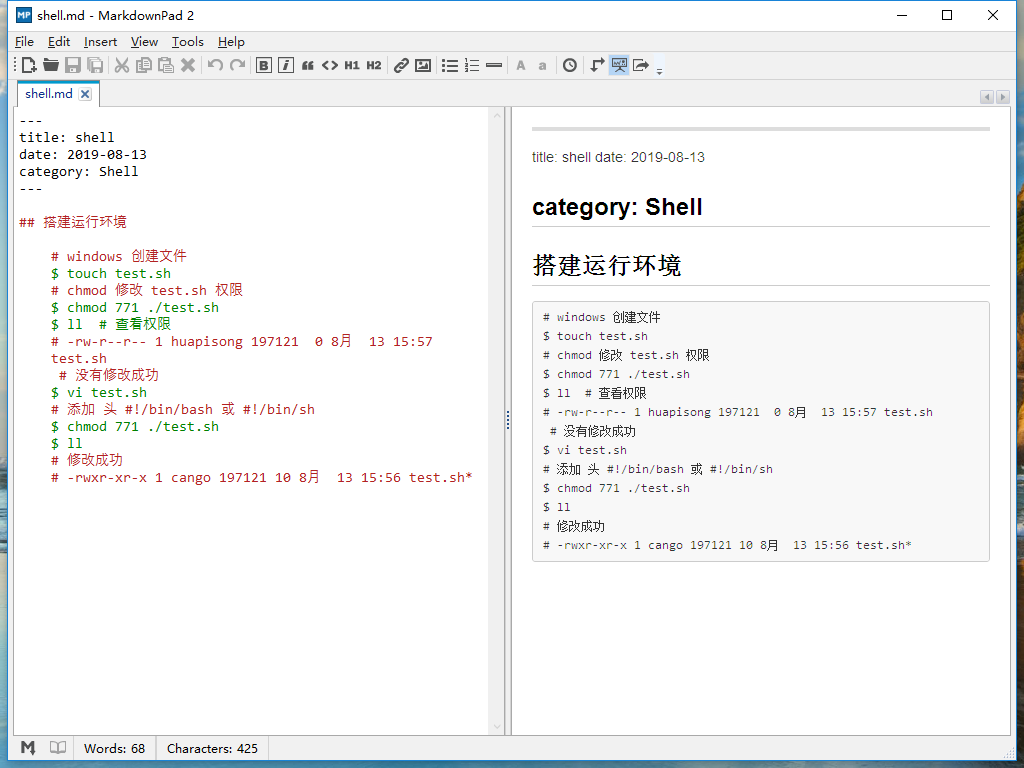 MP shell.md - MarkdownPad 2
File Edit Insert View Tools Help
B i H1 H2 A a
shell.md
---
title: shell
date: 2019-08-13
category: Shell
---
## 搭建运行环境
# windows 创建文件
$ touch test.sh
# chmod 修改 test.sh 权限
$ chmod 771 ./test.sh
$ ll  # 查看权限
# -rw-r--r-- 1 huapisong 197121  0 8月  13 15:57
test.sh
# 没有修改成功
$ vi test.sh
# 添加 头 #!/bin/bash 或 #!/bin/sh
$ chmod 771 ./test.sh
$ ll
# 修改成功
# -rwxr-xr-x 1 cango 197121 10 8月  13 15:56 test.sh*
title: shell date: 2019-08-13
category: Shell
搭建运行环境
# windows 创建文件
$ touch test.sh
# chmod 修改 test.sh 权限
$ chmod 771 ./test.sh
$ ll  # 查看权限
# -rw-r--r-- 1 huapisong 197121  0 8月  13 15:57 test.sh
# 没有修改成功
$ vi test.sh
# 添加 头 #!/bin/bash 或 #!/bin/sh
$ chmod 771 ./test.sh
$ ll
# 修改成功
# -rwxr-xr-x 1 cango 197121 10 8月  13 15:56 test.sh*
Words: 68 Characters: 425